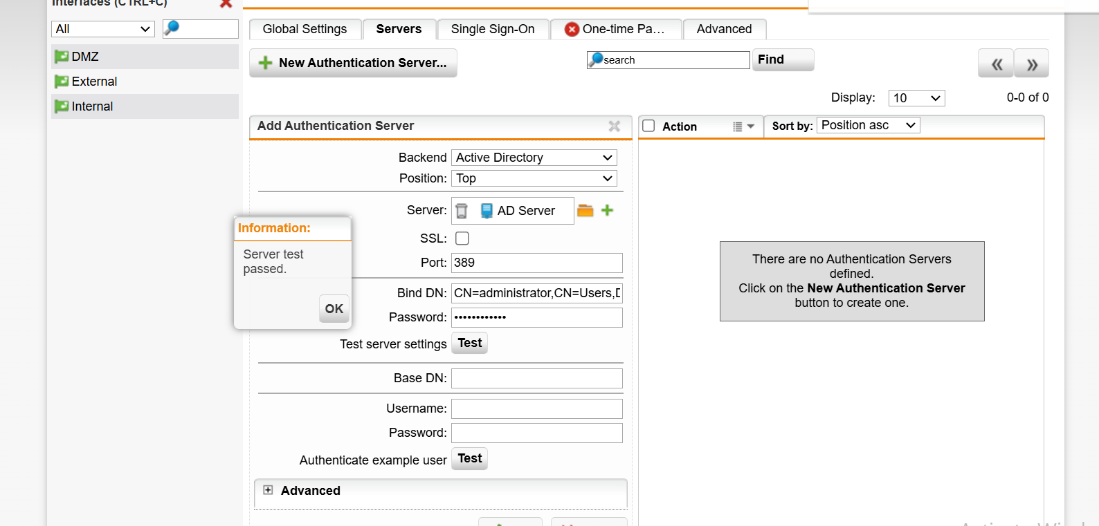 Interfaces (CTRL+C)
All
DMZ
External
Internal
Global Settings
Servers
Single Sign-On
One-time Pa...
Advanced
New Authentication Server...
search
Find
Display: 10
0-0 of 0
Add Authentication Server
Action
Sort by: Position asc
Backend Active Directory
Position: Top
Server: AD Server
SSL:
Port: 389
Information:
Server test
passed.
OK
Bind DN: CN=administrator,CN=Users,D
Password: ••••••••••••
Test server settings Test
Base DN:
Username:
Password:
Authenticate example user Test
Advanced
There are no Authentication Servers
defined.
Click on the New Authentication Server
button to create one.